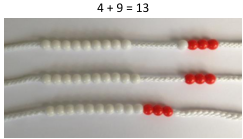 4 + 9 = 13